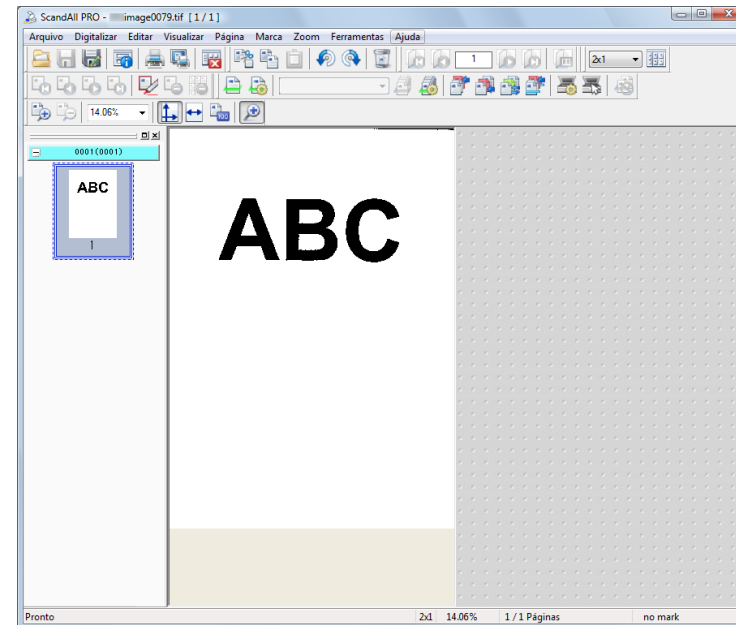 ScandAll PRO - image0079.tif [ 1 / 1 ]
Arquivo Digitalizar Editar Visualizar Página Marca Zoom Ferramentas Ajuda
1 2x1
14.06% 100
0001(0001)
ABC
1
ABC
Pronto 2x1 14.06% 1 / 1 Páginas no mark